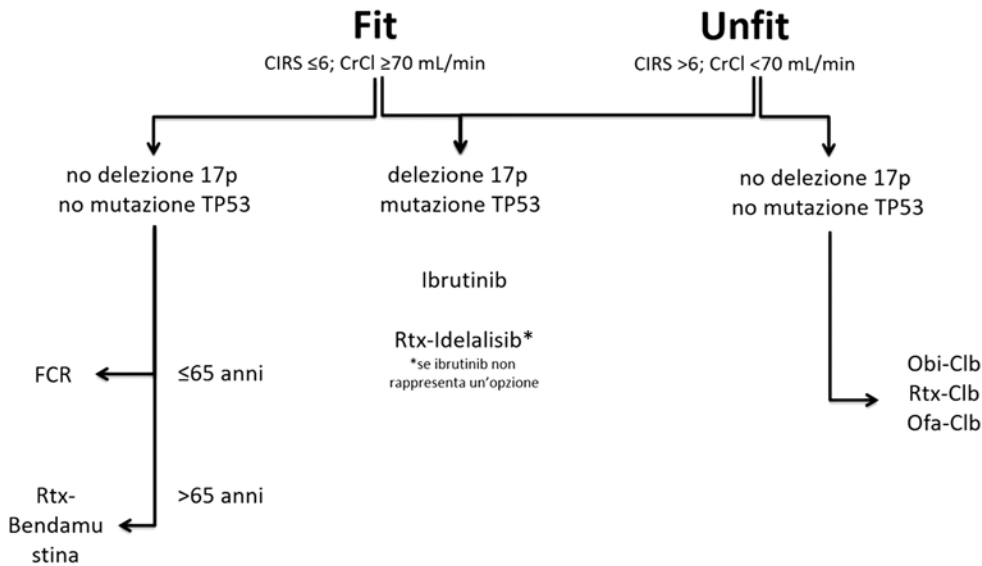 Fit
CIRS ≤6; CrCl ≥70 mL/min
Unfit
CIRS >6; CrCl <70 mL/min
no delezione 17p
no mutazione TP53
delezione 17p
mutazione TP53
no delezione 17p
no mutazione TP53
Ibrutinib
Rtx-Idelalisib*
*se ibrutinib non
rappresenta un'opzione
FCR
≤65 anni
Obi-Clb
Rtx-Clb
Ofa-Clb
Rtx-
Bendamu
stina
>65 anni